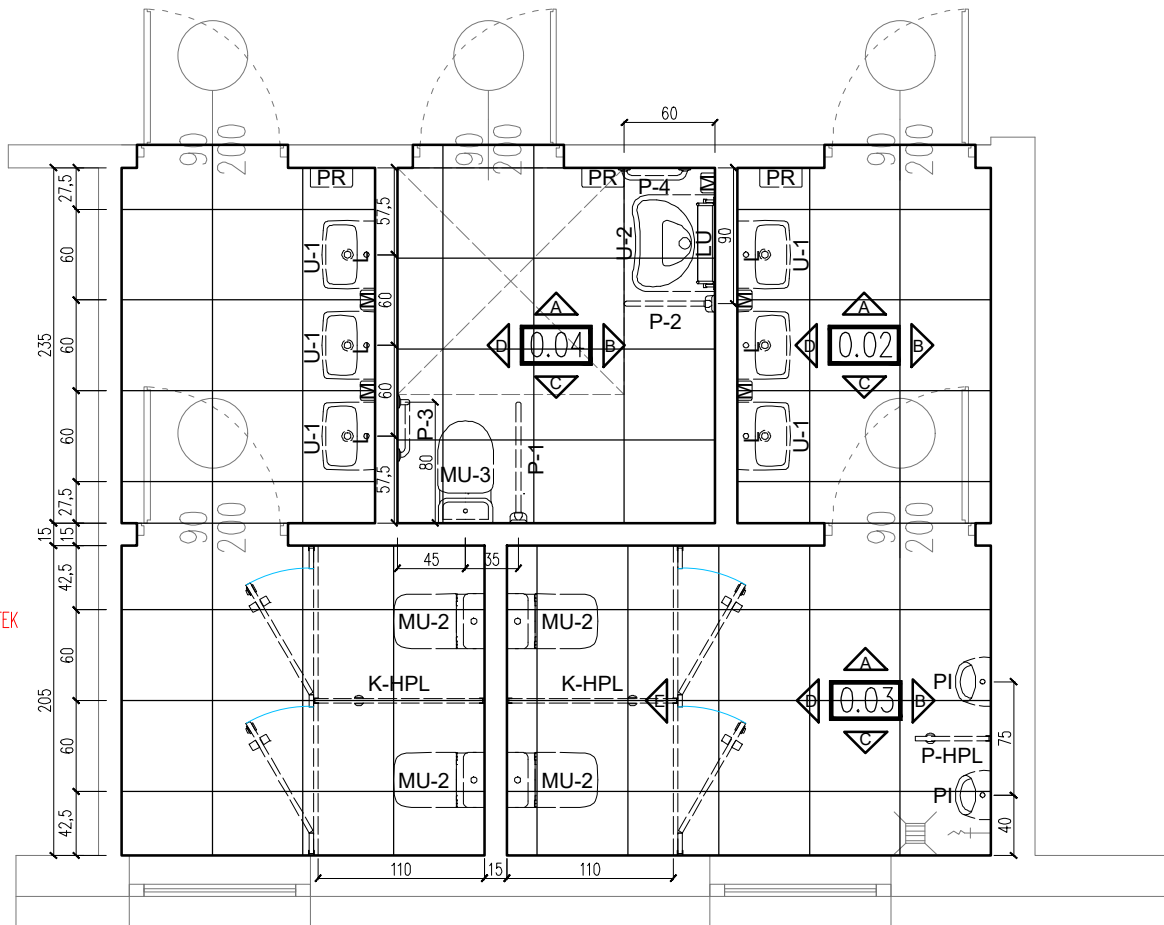 90
200
90
200
90
200
60
PR
PR
PR
P-4
M
27,5
60
60
60
27,5
235
57,5
60
60
57,5
U-1
L
M
U-1
L
M
U-1
L
U-2
LU
90
P-2
L
U-1
M
L
U-1
M
L
U-1
A
D
0.04
B
C
A
D
0.02
B
C
P-3
80
MU-3
P-1
90
200
90
200
15
15
45
35
42,5
60
60
42,5
205
TEK
MU-2
MU-2
K-HPL
K-HPL
E
MU-2
MU-2
A
D
0.03
B
C
PI
P-HPL
PI
75
40
110
15
110